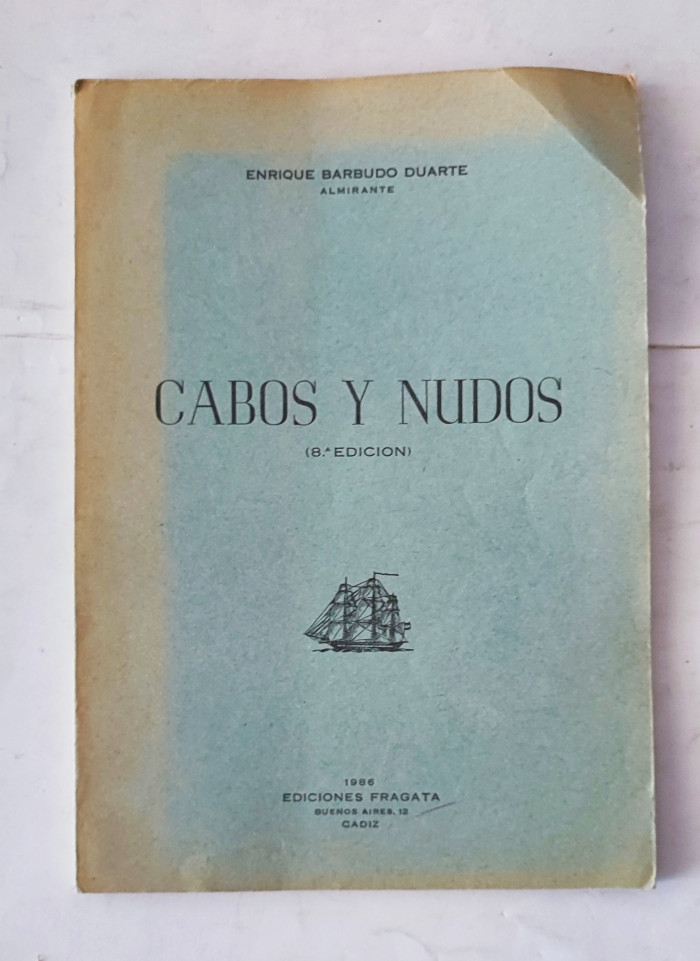 ENRIQUE BARBUDO DUARTE
ALMIRANTE
CABOS Y NUDOS
(8.ª EDICION)
1986
EDICIONES FRAGATA
BUENOS AIRES, 12
CADIZ